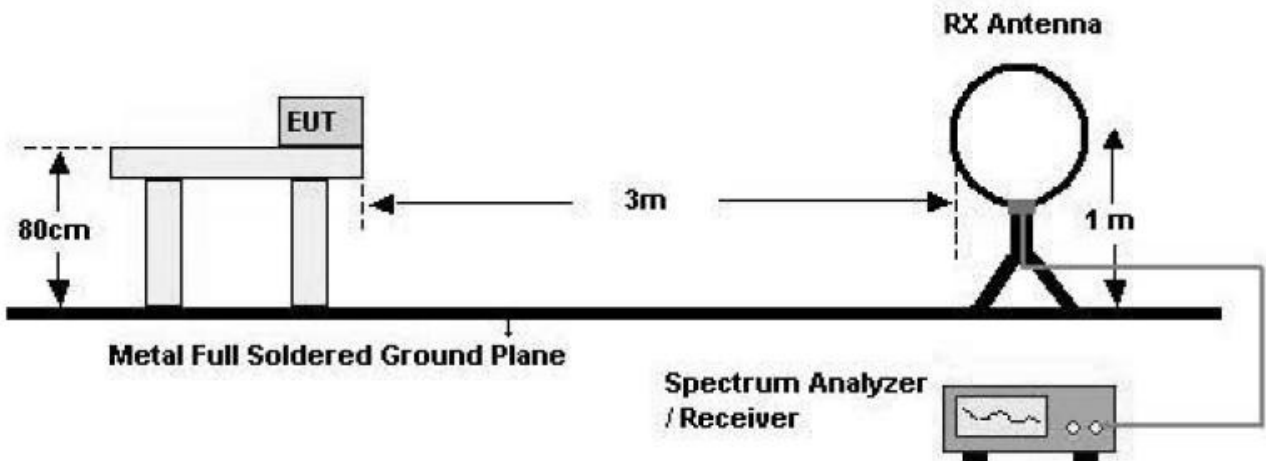 RX Antenna
EUT
3m
80cm
1 m
Metal Full Soldered Ground Plane
Spectrum Analyzer
/ Receiver